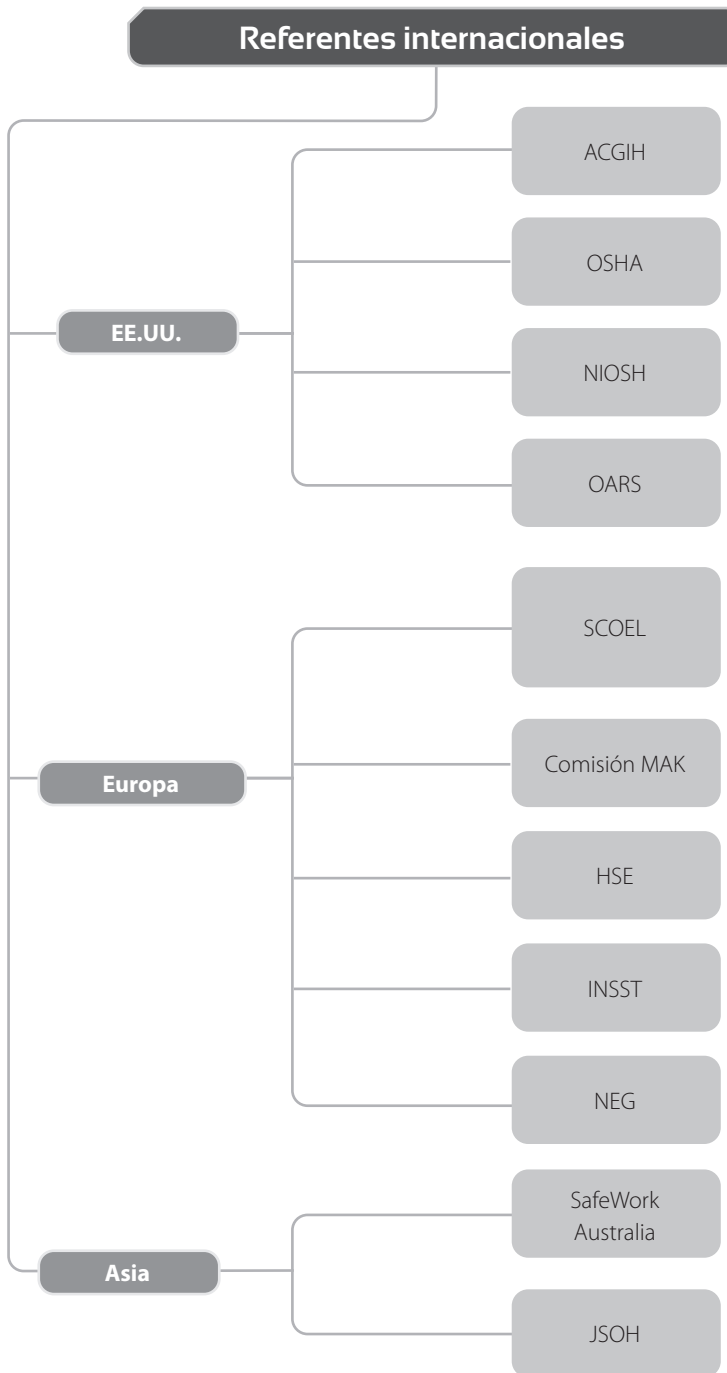 Referentes internacionales
EE.UU.
ACGIH
OSHA
NIOSH
OARS
Europa
SCOEL
Comisión MAK
HSE
INSST
NEG
Asia
SafeWork
Australia
JSOH